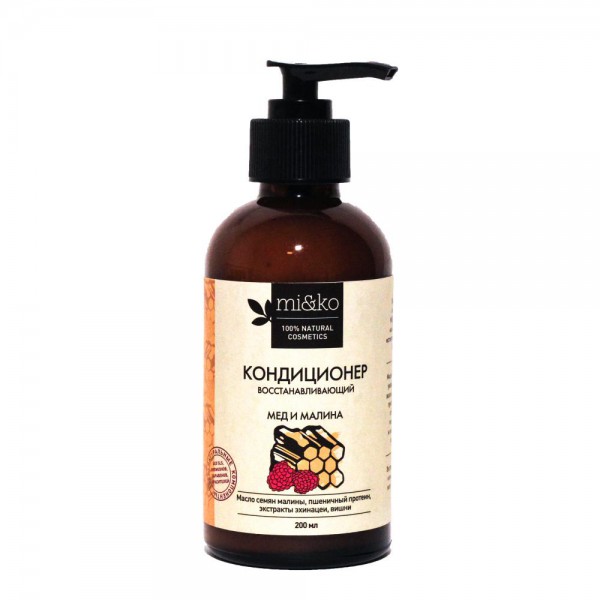 mi&ko
100% NATURAL
COSMETICS
КОНДИЦИОНЕР
ВОССТАНАВЛИВАЮЩИЙ
МЕД И МАЛИНА
Масло семян малины, пшеничный протеин,
экстракты эхинацеи, вишни
200 мл